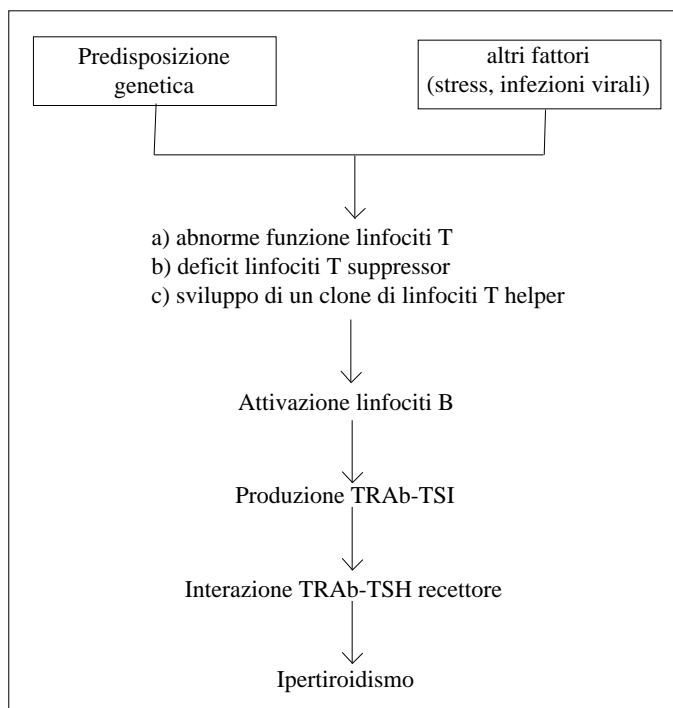 Predisposizione
genetica
altri fattori
(stress, infezioni virali)
a) abnorme funzione linfociti T
b) deficit linfociti T suppressor
c) sviluppo di un clone di linfociti T helper
Attivazione linfociti B
Produzione TRAb-TSI
Interazione TRAb-TSH recettore
Ipertiroidismo